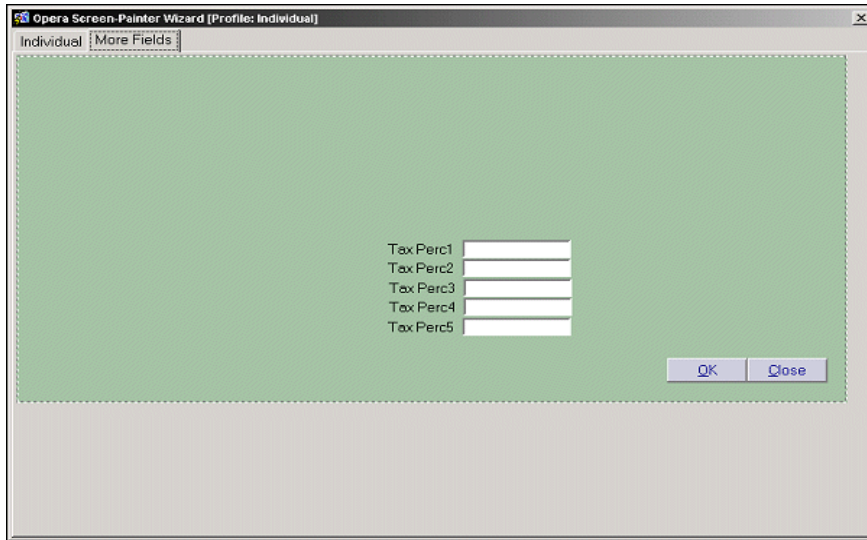 Opera Screen-Painter Wizard [Profile: Individual]
Individual More Fields
Tax Perc1
Tax Perc2
Tax Perc3
Tax Perc4
Tax Perc5
OK Close